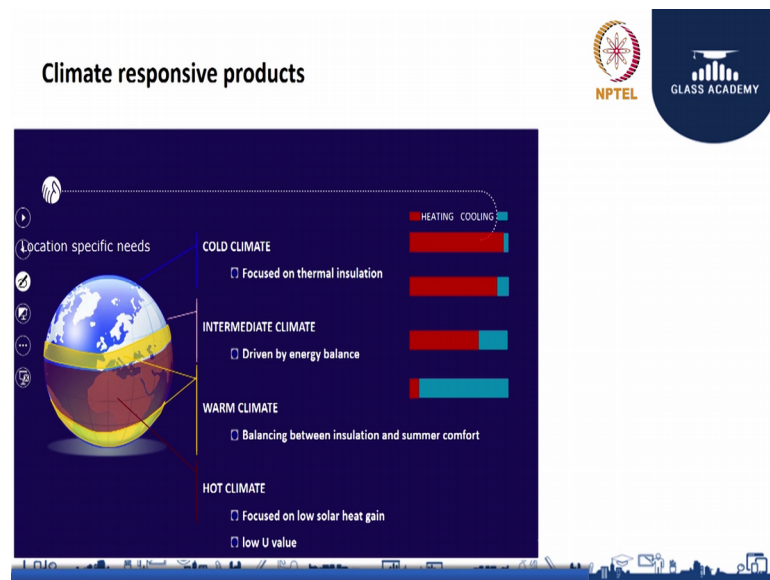 Climate responsive products
NPTEL
GLASS ACADEMY
HEATING COOLING
Location specific needs
COLD CLIMATE
Focused on thermal insulation
INTERMEDIATE CLIMATE
Driven by energy balance
WARM CLIMATE
Balancing between insulation and summer comfort
HOT CLIMATE
Focused on low solar heat gain
low U value